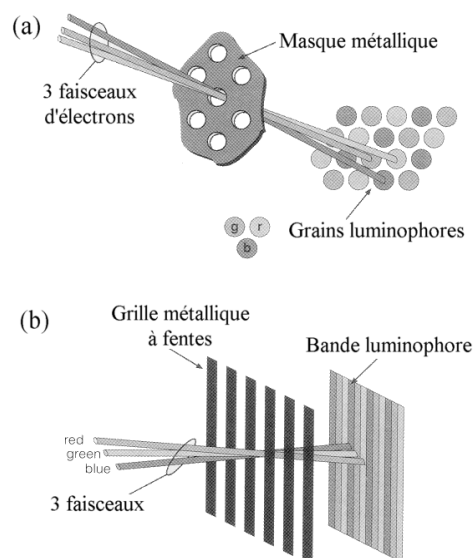 (a)
Masque métallique
3 faisceaux
d'électrons
Grains luminophores
g r
b
(b)
Grille métallique
à fentes
Bande luminophore
red
green
blue
3 faisceaux